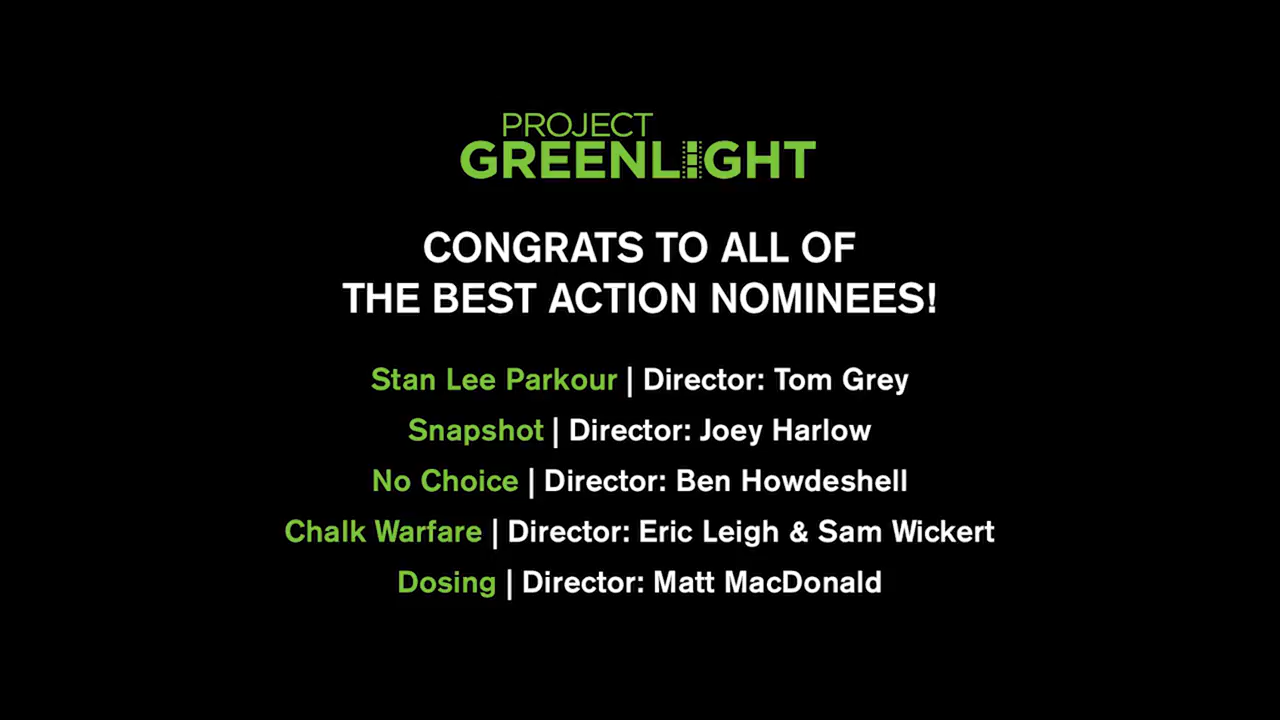 PROJECT
GREENLIGHT
CONGRATS TO ALL OF
THE BEST ACTION NOMINEES!
Stan Lee Parkour | Director: Tom Grey
Snapshot | Director: Joey Harlow
No Choice | Director: Ben Howdeshell
Chalk Warfare | Director: Eric Leigh & Sam Wickert
Dosing | Director: Matt MacDonald